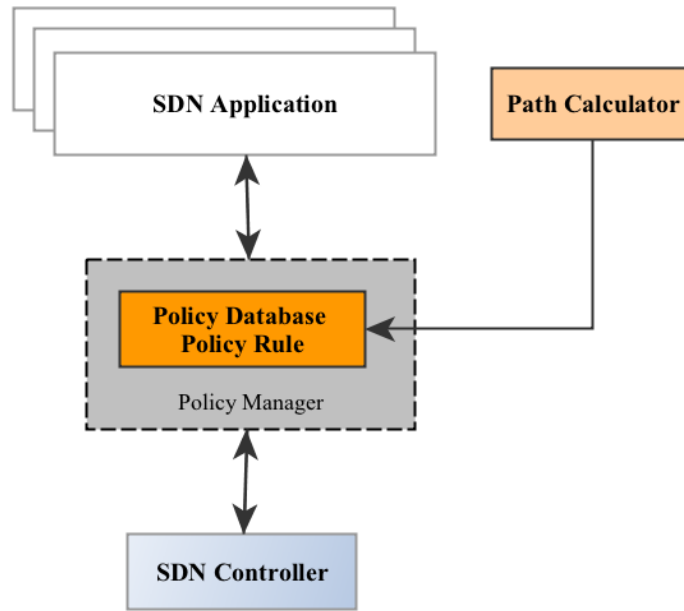 SDN Application
Path Calculator
Policy Database
Policy Rule
Policy Manager
SDN Controller